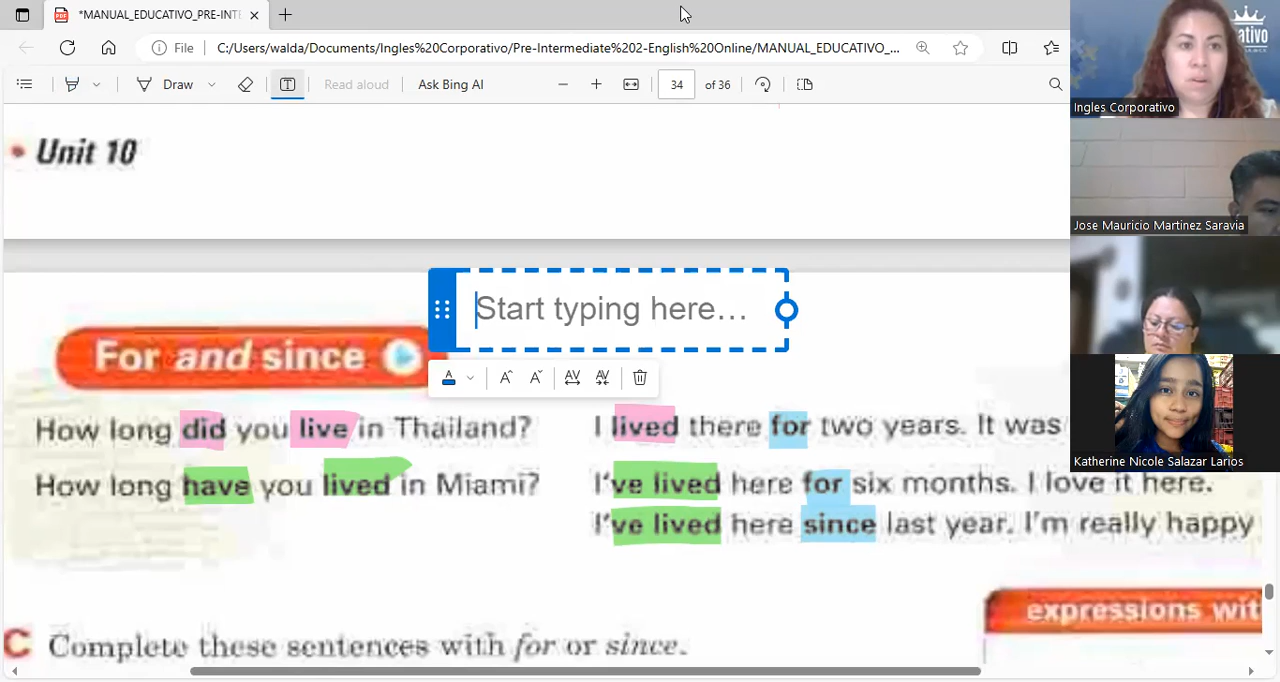 *MANUAL_EDUCATIVO_PRE-INTE
File
C:/Users/walda/Documents/Ingles%20Corporativo/Pre-Intermediate%202-English%20Online/MANUAL_EDUCATIVO_...
Draw
Read aloud
Ask Bing AI
34
of 36
Unit 10
Start typing here...
For and since
How long did you live in Thailand?
I lived there for two years. It was
How long have you lived in Miami?
I've lived here for six months. I love it here.
I've lived here since last year. I'm really happy
expressions wit
C Complete these sentences with for or since.
ativo
Ingles Corporativo
Jose Mauricio Martinez Saravia
Katherine Nicole Salazar Larios